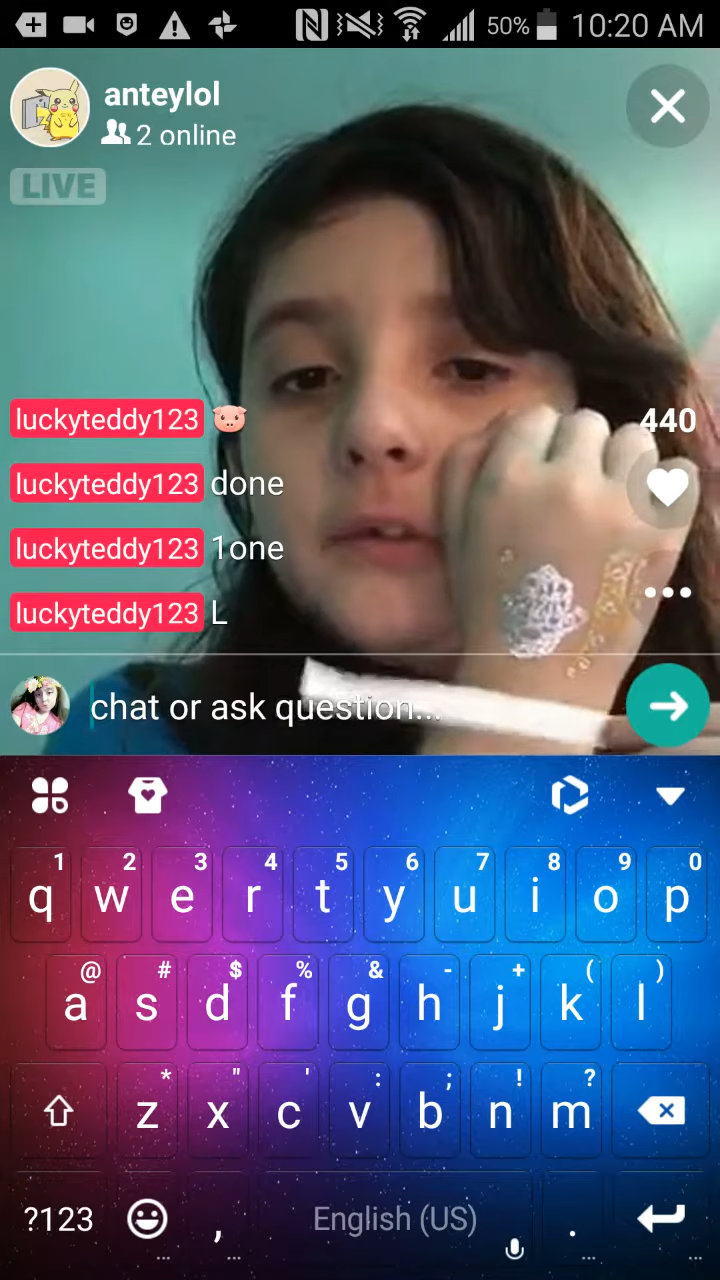 50% 10:20 AM
anteylol
2 online
LIVE
luckyteddy123 🐷
440
luckyteddy123 done
luckyteddy123 1one
luckyteddy123 L
chat or ask question...
1 2 3 4 5 6 7 8 9 0
q w e r t y u i o p
@ # $ % & - + ( )
a s d f g h j k l
* " ' : ; ! ?
z x c v b n m
?123 , English (US) .